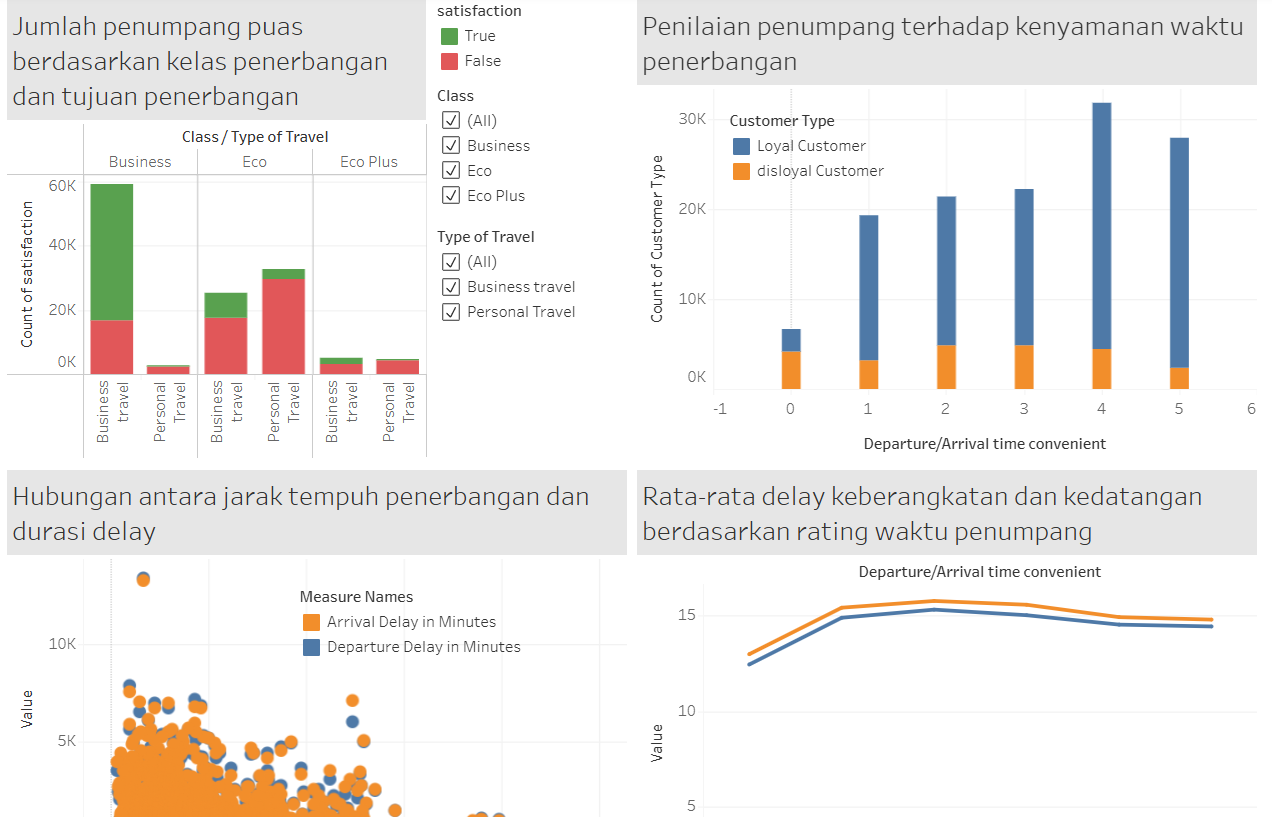 Jumlah penumpang puas
berdasarkan kelas penerbangan
dan tujuan penerbangan
Class / Type of Travel
Business
Eco
Eco Plus
60K
40K
20K
0K
Count of satisfaction
Business
travel
Personal
Travel
Business
travel
Personal
Travel
Business
travel
Personal
Travel
satisfaction
True
False
Class
(All)
Business
Eco
Eco Plus
Type of Travel
(All)
Business travel
Personal Travel
Penilaian penumpang terhadap kenyamanan waktu
penerbangan
Customer Type
Loyal Customer
disloyal Customer
30K
20K
10K
0K
Count of Customer Type
-1
0
1
2
3
4
5
6
Departure/Arrival time convenient
Hubungan antara jarak tempuh penerbangan dan
durasi delay
Measure Names
Arrival Delay in Minutes
Departure Delay in Minutes
10K
5K
Value
Rata-rata delay keberangkatan dan kedatangan
berdasarkan rating waktu penumpang
Departure/Arrival time convenient
15
10
5
Value